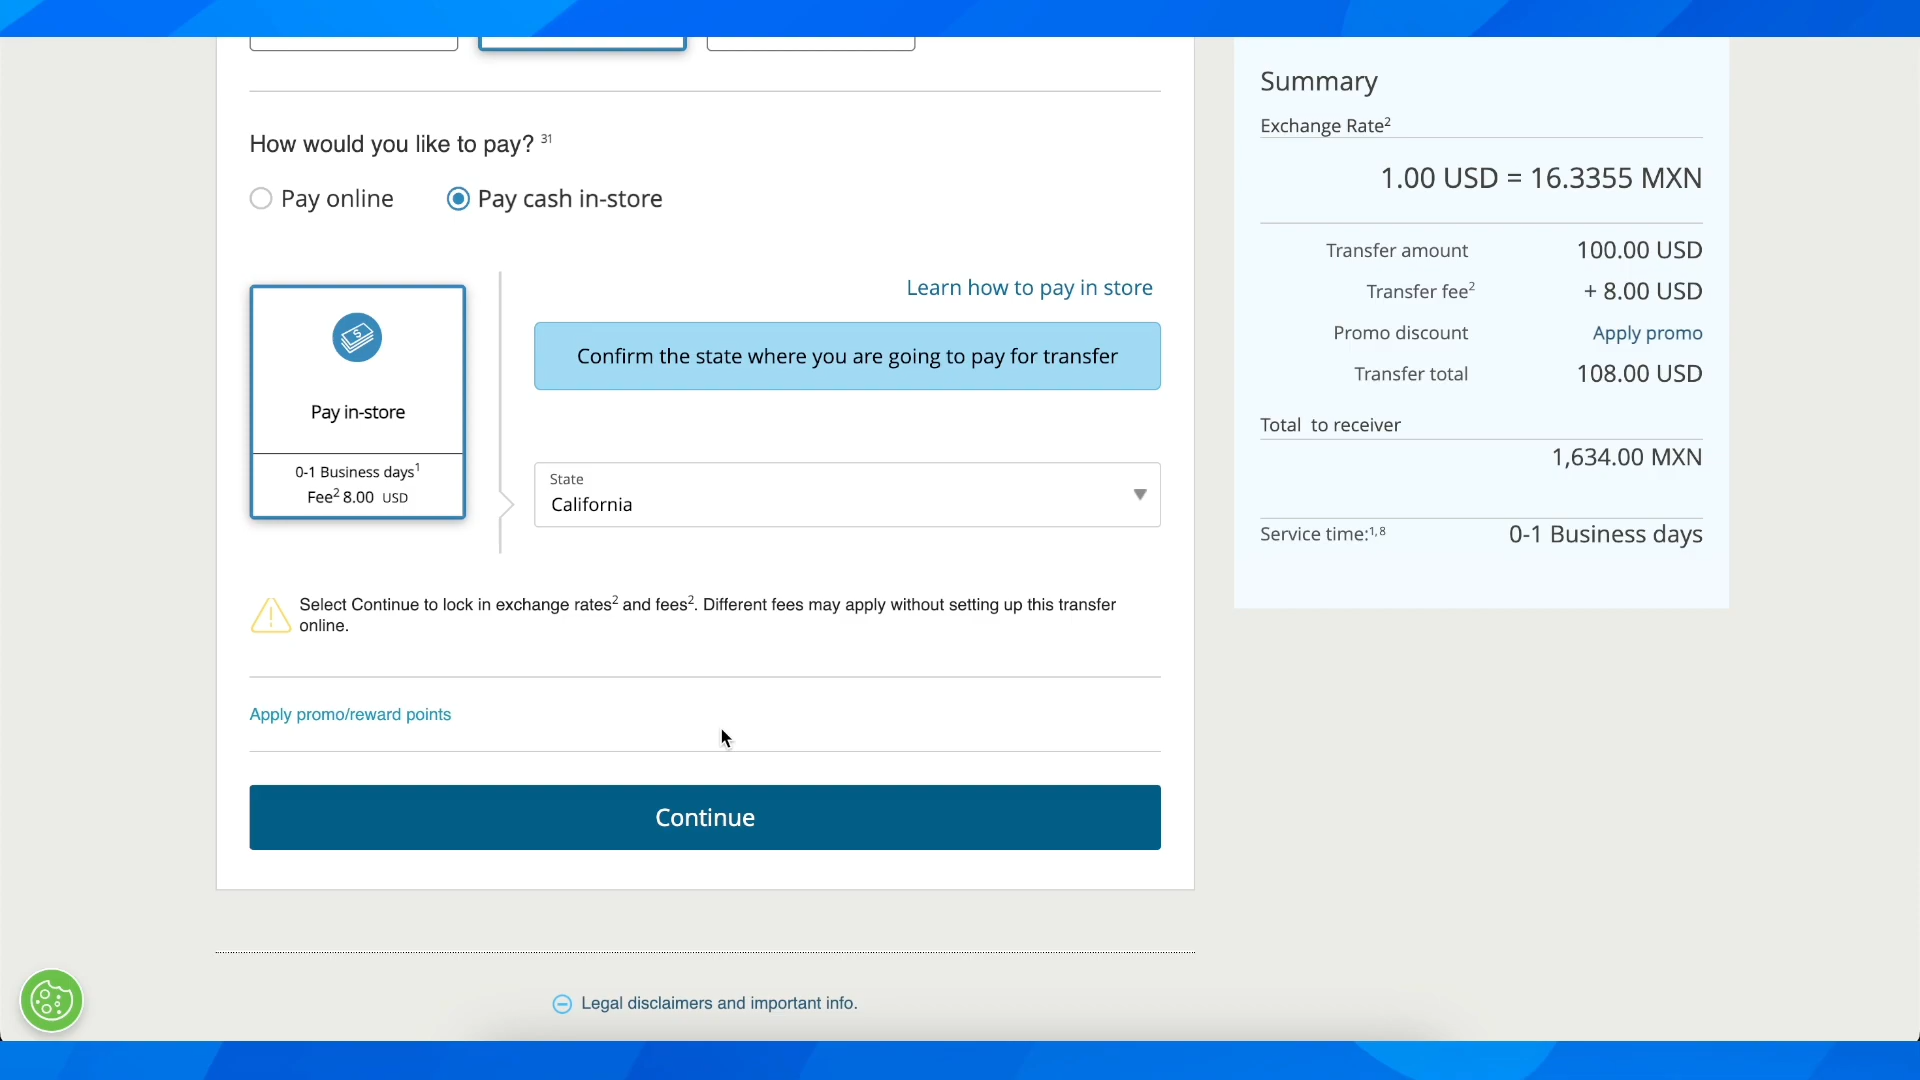 How would you like to pay? 31
Pay online
Pay cash in-store
Learn how to pay in store
Confirm the state where you are going to pay for transfer
Pay in-store
0-1 Business days1
Fee2 8.00 USD
State
California
Select Continue to lock in exchange rates2 and fees2. Different fees may apply without setting up this transfer
online.
Apply promo/reward points
Continue
Legal disclaimers and important info.
Summary
Exchange Rate2
1.00 USD = 16.3355 MXN
Transfer amount 100.00 USD
Transfer fee2 + 8.00 USD
Promo discount Apply promo
Transfer total 108.00 USD
Total to receiver
1,634.00 MXN
Service time:1,8 0-1 Business days